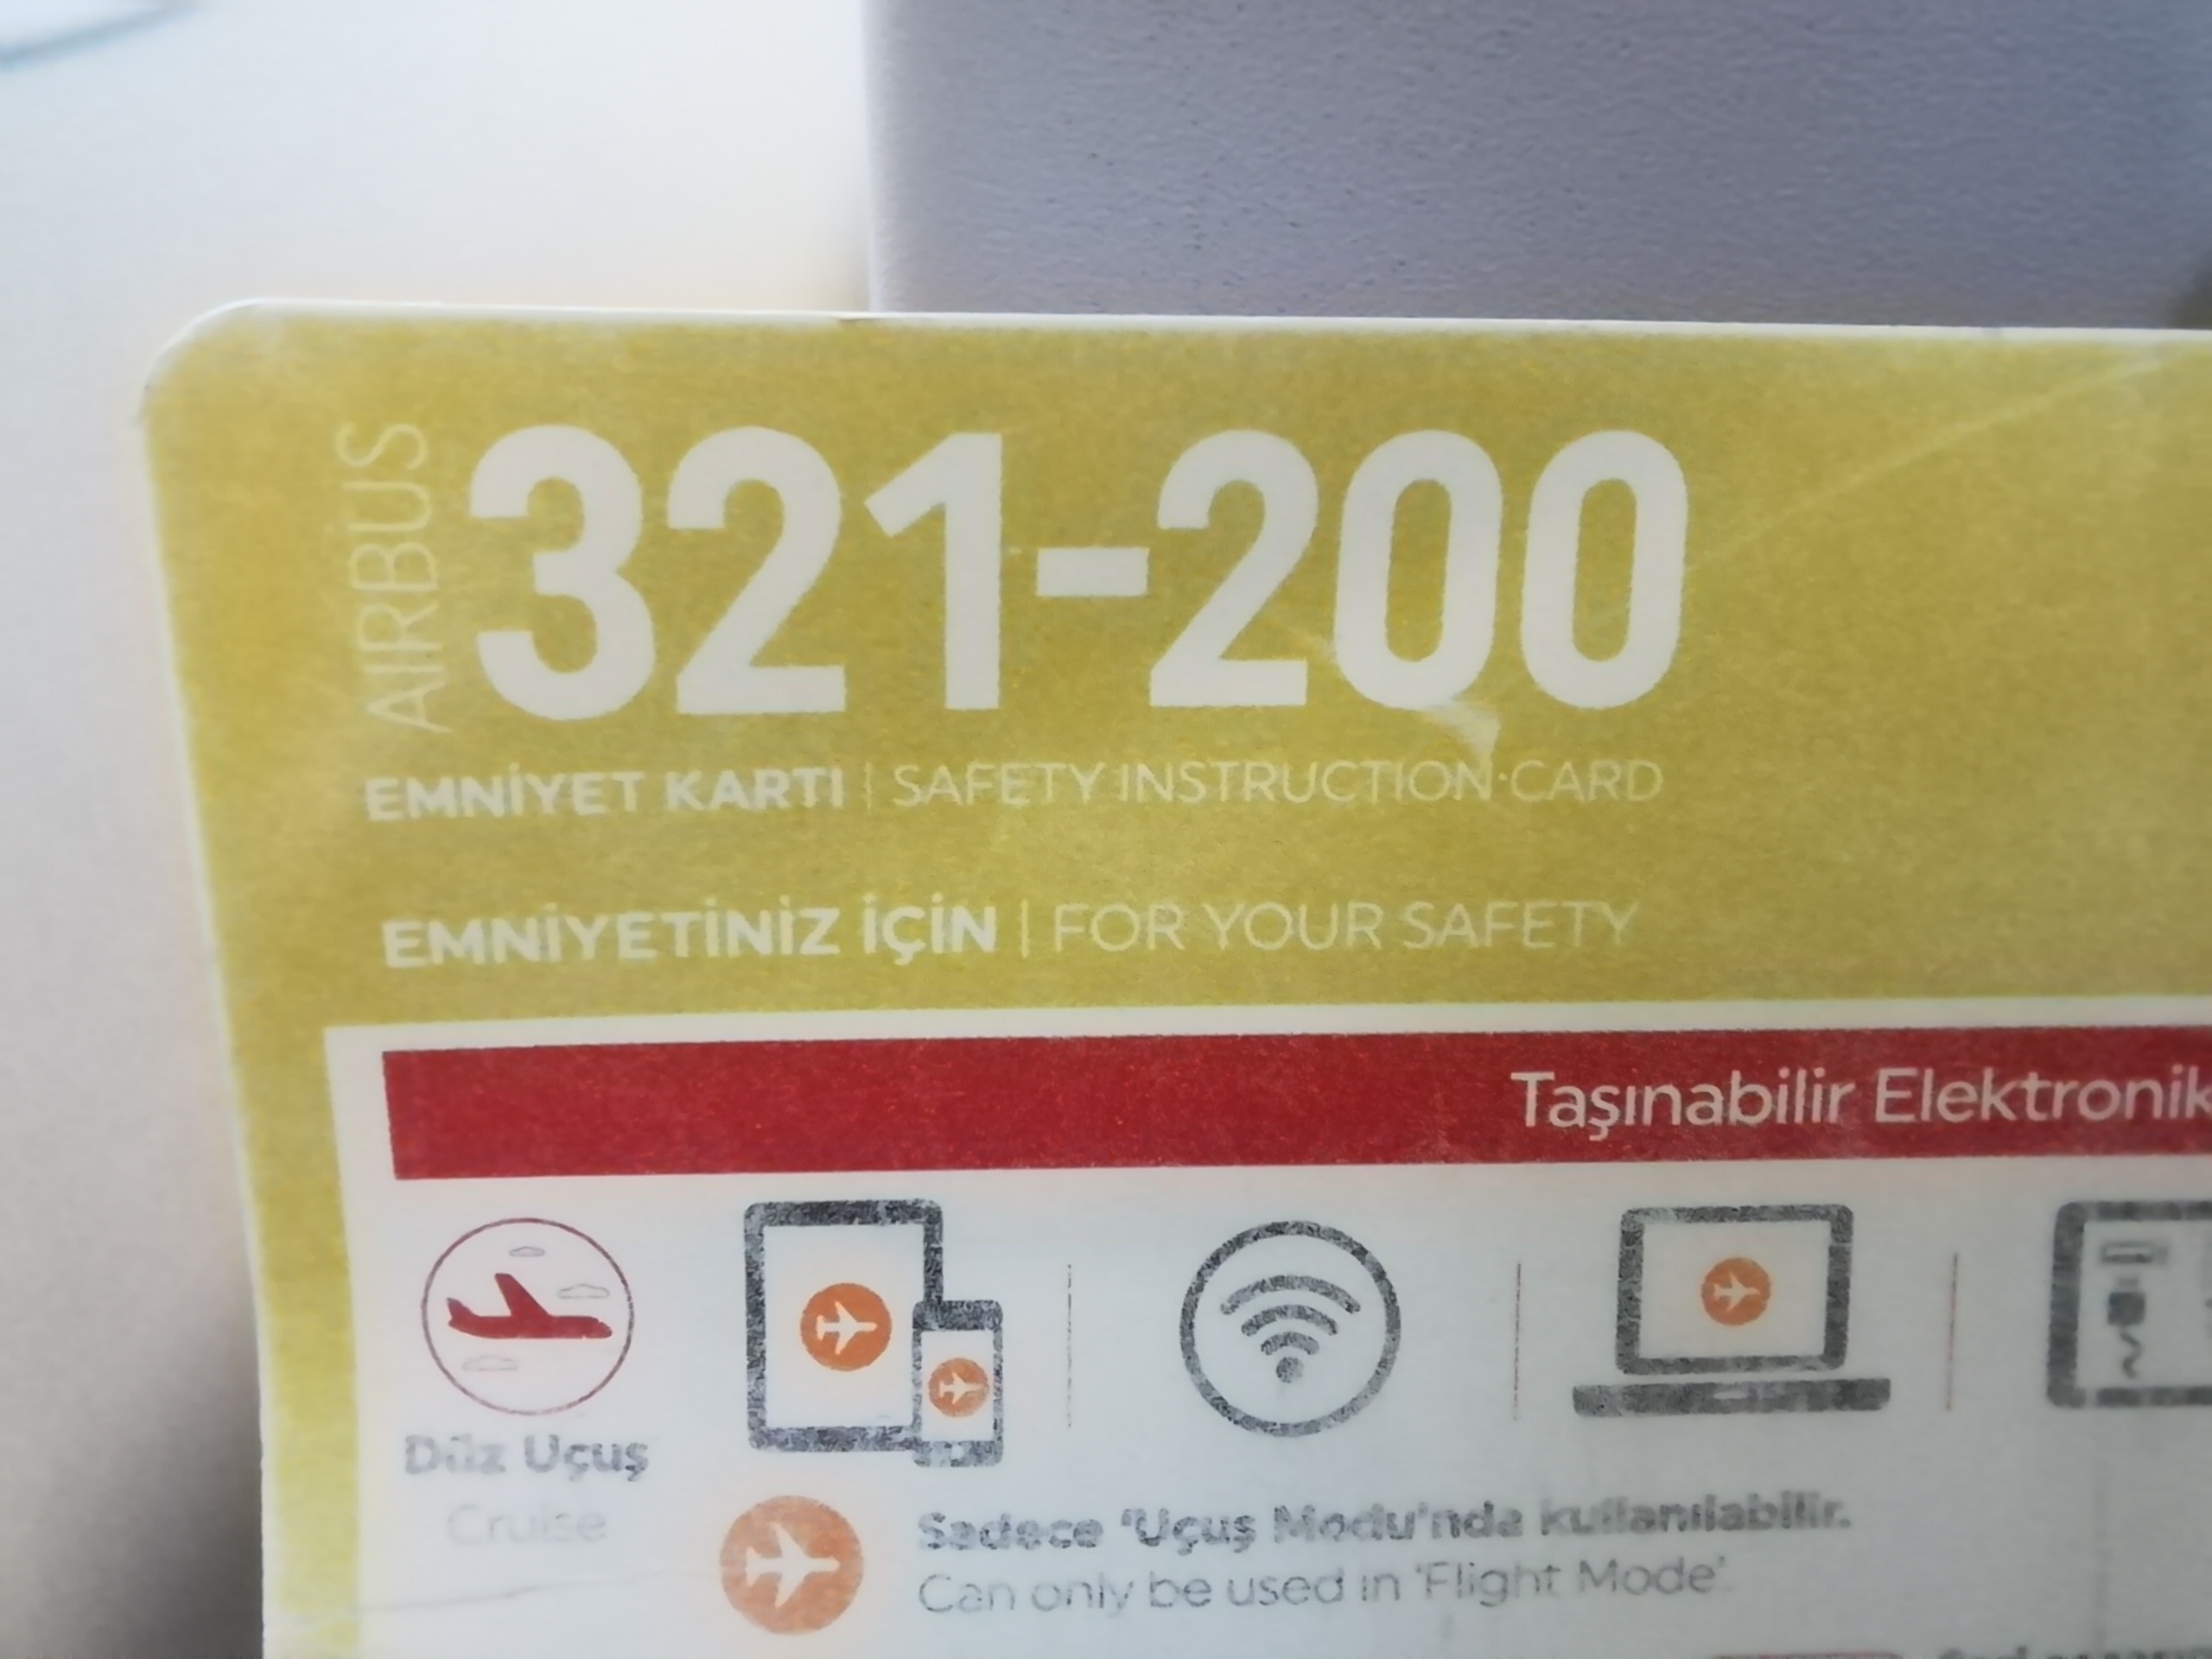 AIRBUS
321-200
EMNİYET KARTI | SAFETY INSTRUCTION CARD
EMNİYETİNİZ İÇİN | FOR YOUR SAFETY
Taşınabilir Elektronik
Düz Uçuş
Cruise
Sadece 'Uçuş Modu'nda kullanılabilir.
Can only be used in 'Flight Mode'.